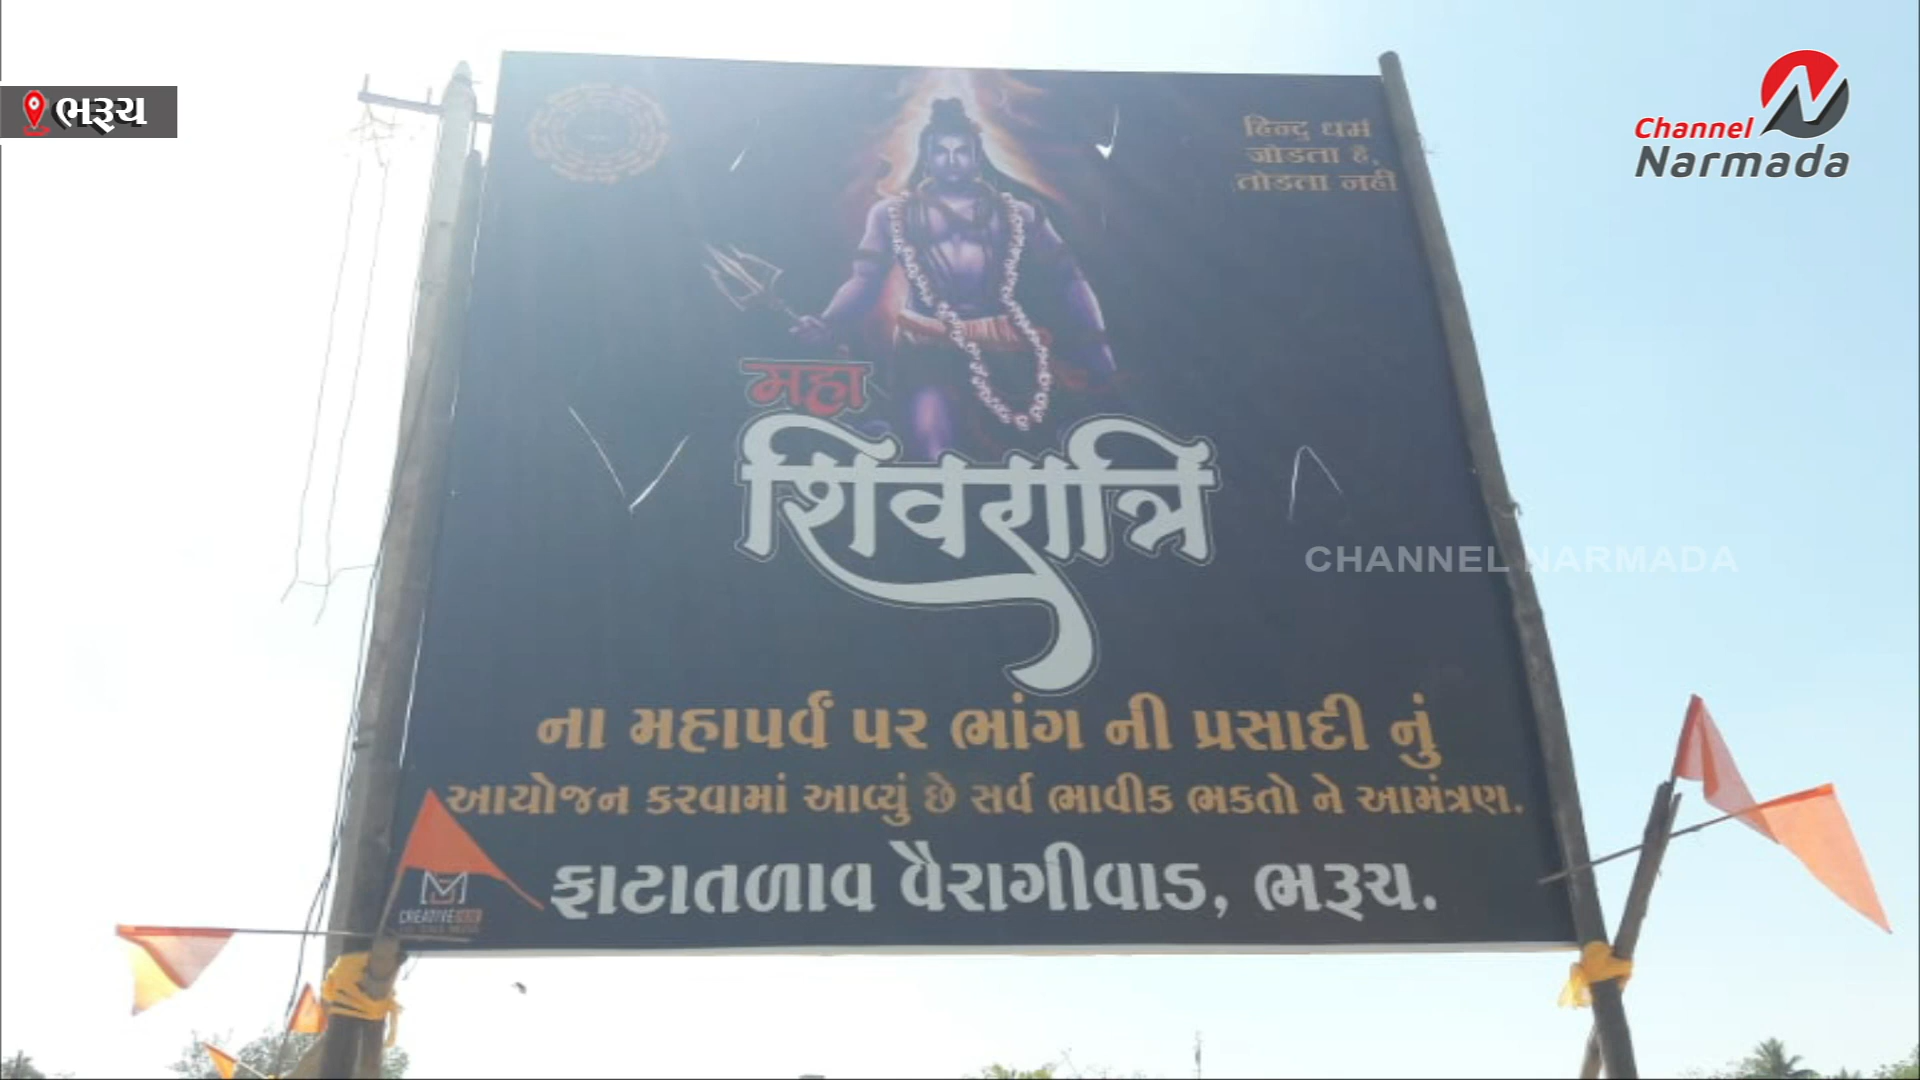 ભરૂચ
Channel
Narmada
हिन्दु धर्म
जोडता है,
तोडता नहीं
महा
शिवरात्रि
CHANNEL NARMADA
ના મહાપર્વ પર ભાંગ ની પ્રસાદી નું
આયોજન કરવામાં આવ્યું છે સર્વ ભાવીક ભકતો ને આમંત્રણ.
ફાટાતળાવ વૈરાગીવાડ, ભરૂચ.
CREATIVE